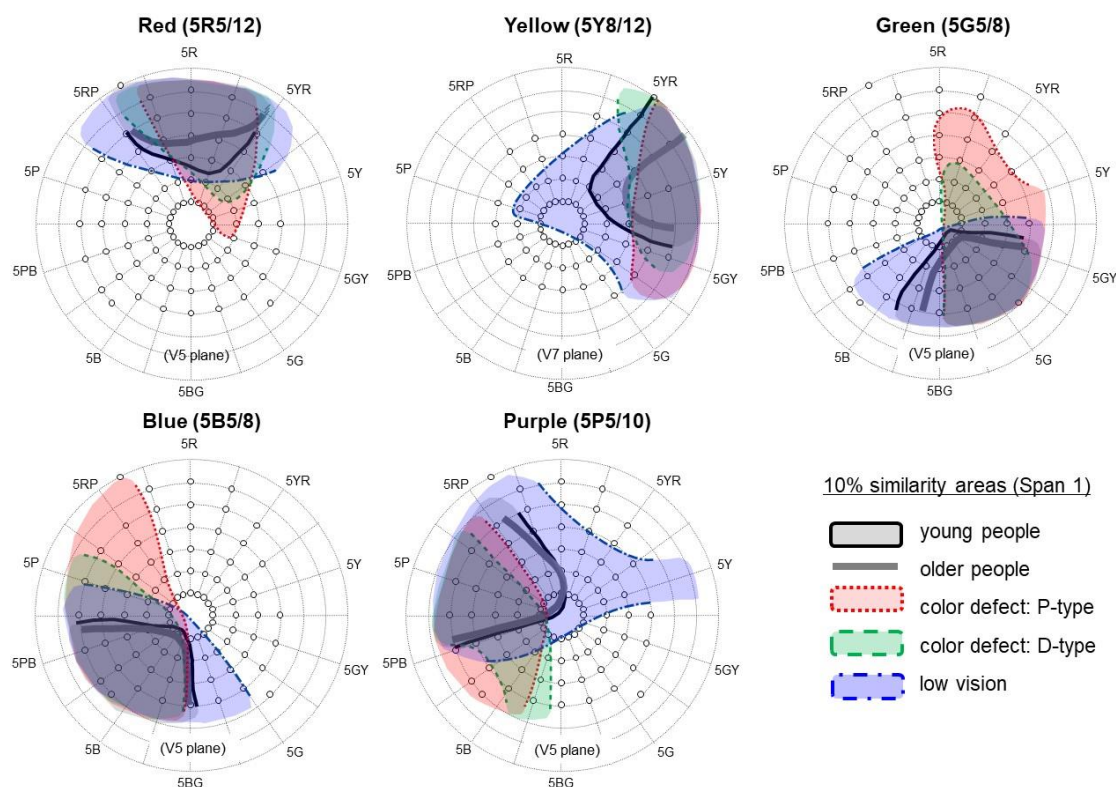 Red (5R5/12)
5R
5YR
5Y
5GY
5G
5BG
5B
5PB
5P
5RP
(V5 plane)
Yellow (5Y8/12)
5R
5YR
5Y
5GY
5G
5BG
5B
5PB
5P
5RP
(V7 plane)
Green (5G5/8)
5R
5YR
5Y
5GY
5G
5BG
5B
5PB
5P
5RP
(V5 plane)
Blue (5B5/8)
5R
5YR
5Y
5GY
5G
5BG
5B
5PB
5P
5RP
(V5 plane)
Purple (5P5/10)
5R
5YR
5Y
5GY
5G
5BG
5B
5PB
5P
5RP
(V5 plane)
10% similarity areas (Span 1)
young people
older people
color defect: P-type
color defect: D-type
low vision